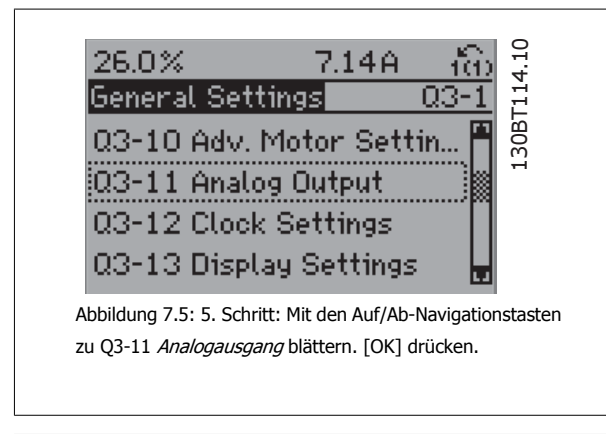 26.0% 7.14A 1(1)
General Settings Q3-1
Q3-10 Adv. Motor Settin...
Q3-11 Analog Output
Q3-12 Clock Settings
Q3-13 Display Settings
130BT114.10
Abbildung 7.5: 5. Schritt: Mit den Auf/Ab-Navigationstasten
zu Q3-11 Analogausgang blättern. [OK] drücken.